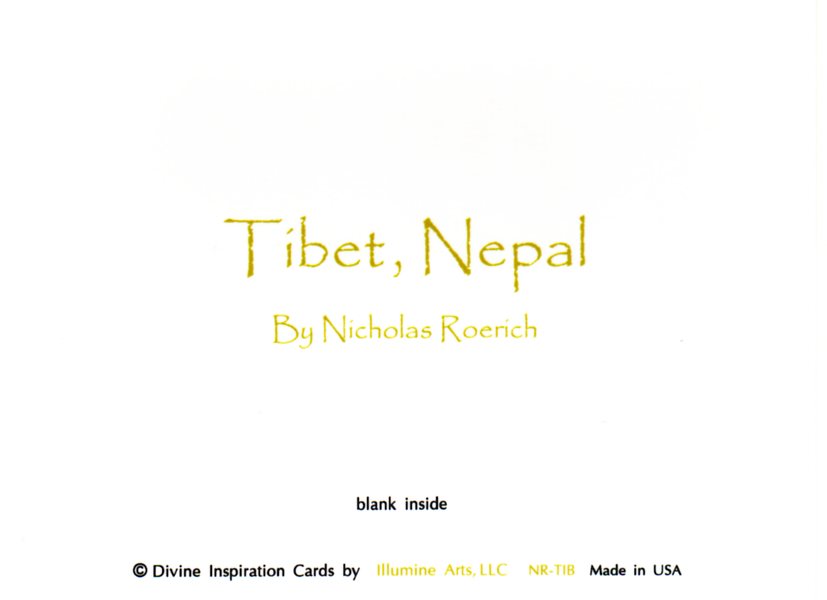 Tibet, Nepal
By Nicholas Roerich
blank inside
© Divine Inspiration Cards by Illumine Arts, LLC NR-TIB Made in USA